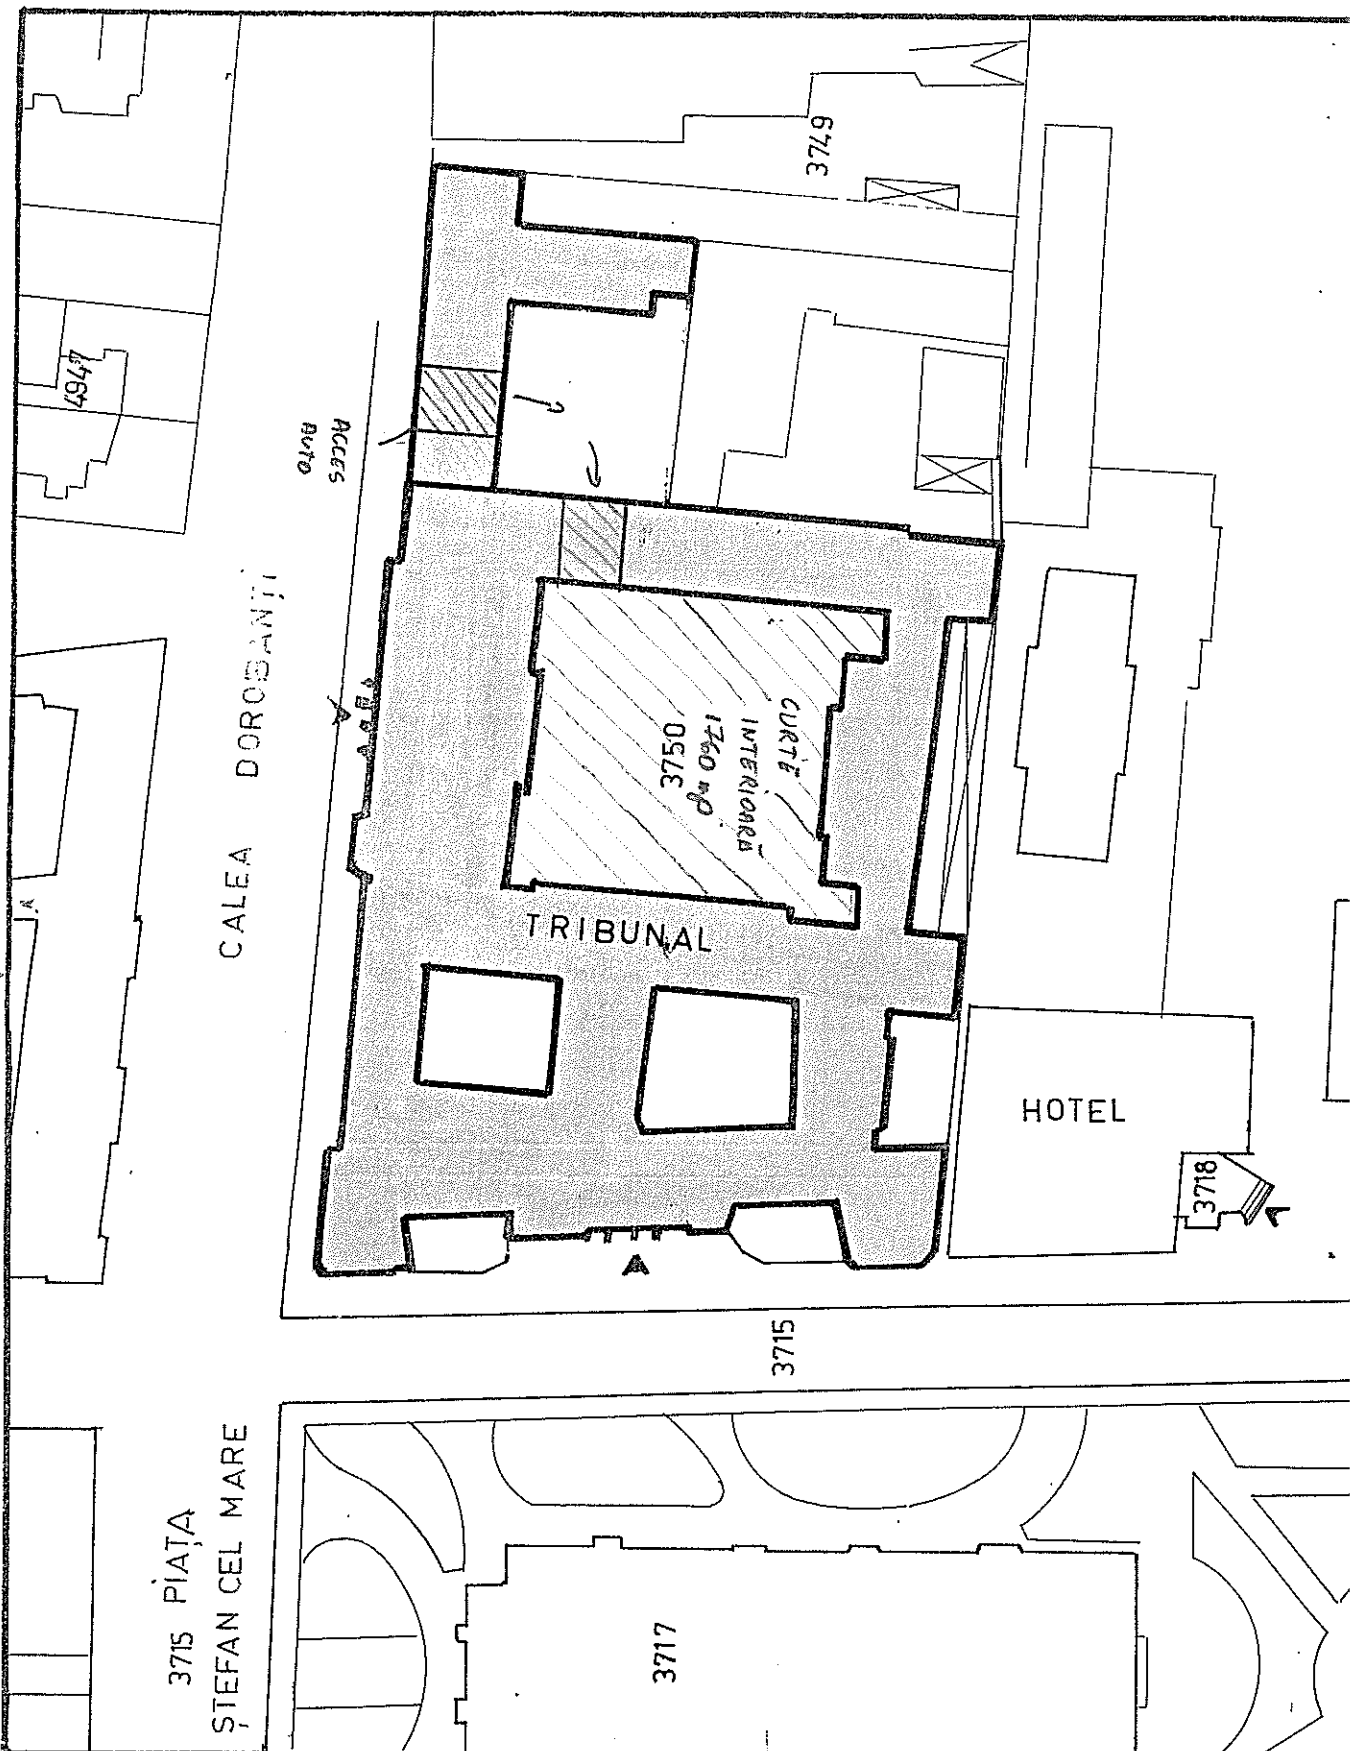 3749
4947
ACCES
AUTO
CALEA DOROBANȚI
CURTE
INTERIOARĂ
1760 mp
3750
TRIBUNAL
HOTEL
3718
3715
3715 PIAȚA
ȘTEFAN CEL MARE
3717